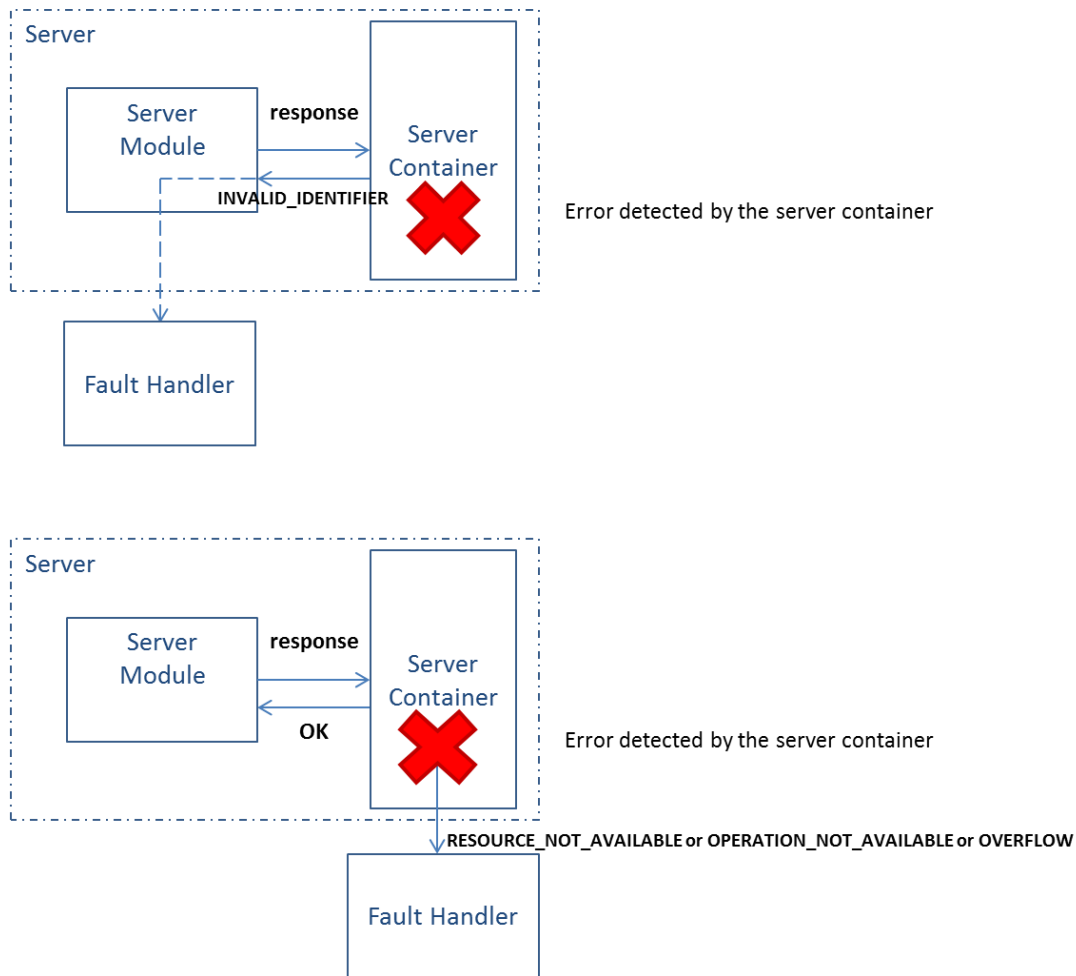 Server
Server
Module
response
Server
Container
INVALID_IDENTIFIER
Error detected by the server container
Fault Handler
Server
Server
Module
response
Server
Container
OK
Error detected by the server container
RESOURCE_NOT_AVAILABLE or OPERATION_NOT_AVAILABLE or OVERFLOW
Fault Handler